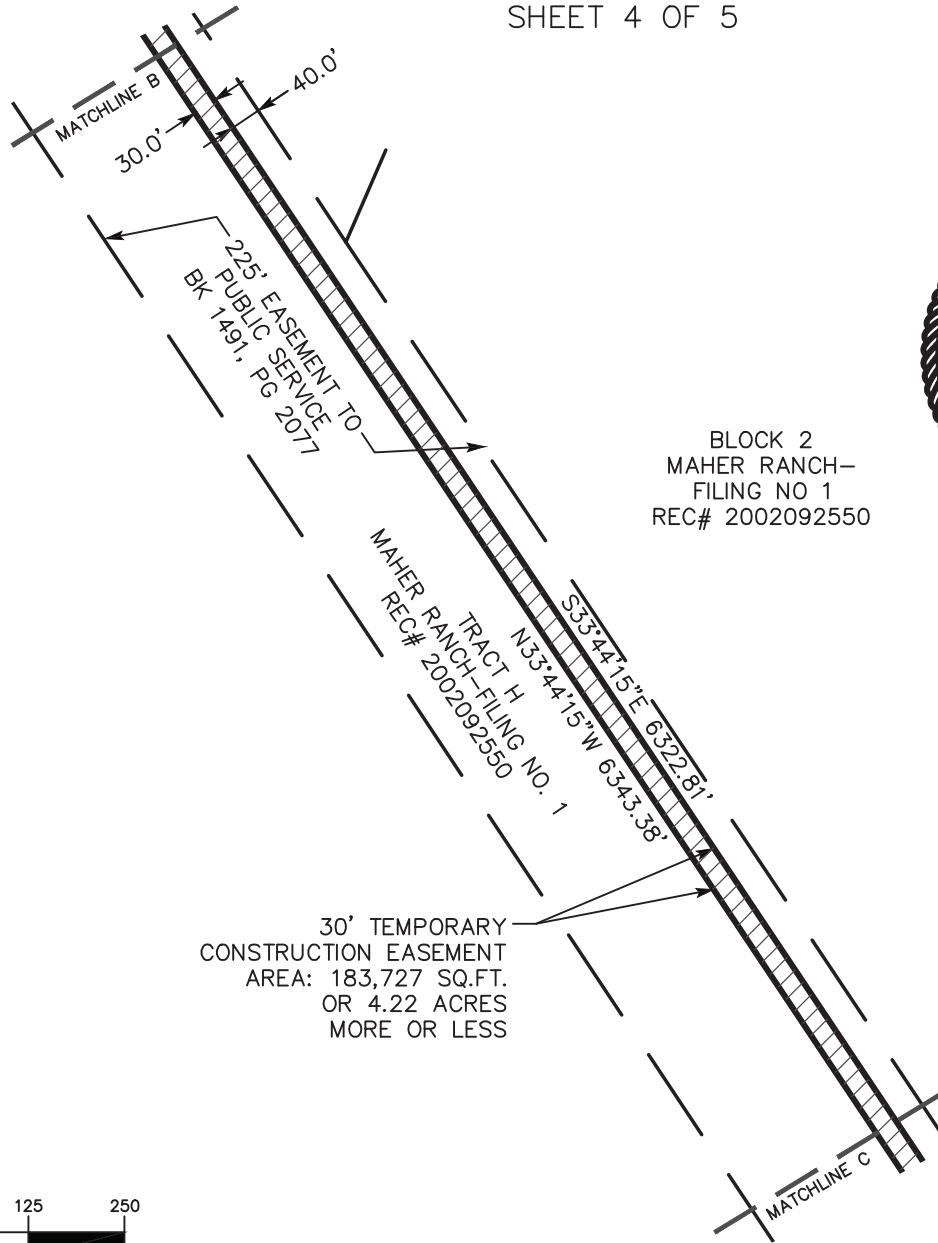 SHEET 4 OF 5
MATCHLINE B
40.0'
30.0'
225' EASEMENT TO
PUBLIC SERVICE
BK 1491, PG 2077
BLOCK 2
MAHER RANCH–
FILING NO 1
REC# 2002092550
TRACT H
MAHER RANCH–FILING NO. 1
REC# 2002092550
S33°44'15"E 6322.81'
N33°44'15"W 6343.38'
30' TEMPORARY
CONSTRUCTION EASEMENT
AREA: 183,727 SQ.FT.
OR 4.22 ACRES
MORE OR LESS
MATCHLINE C
125 250